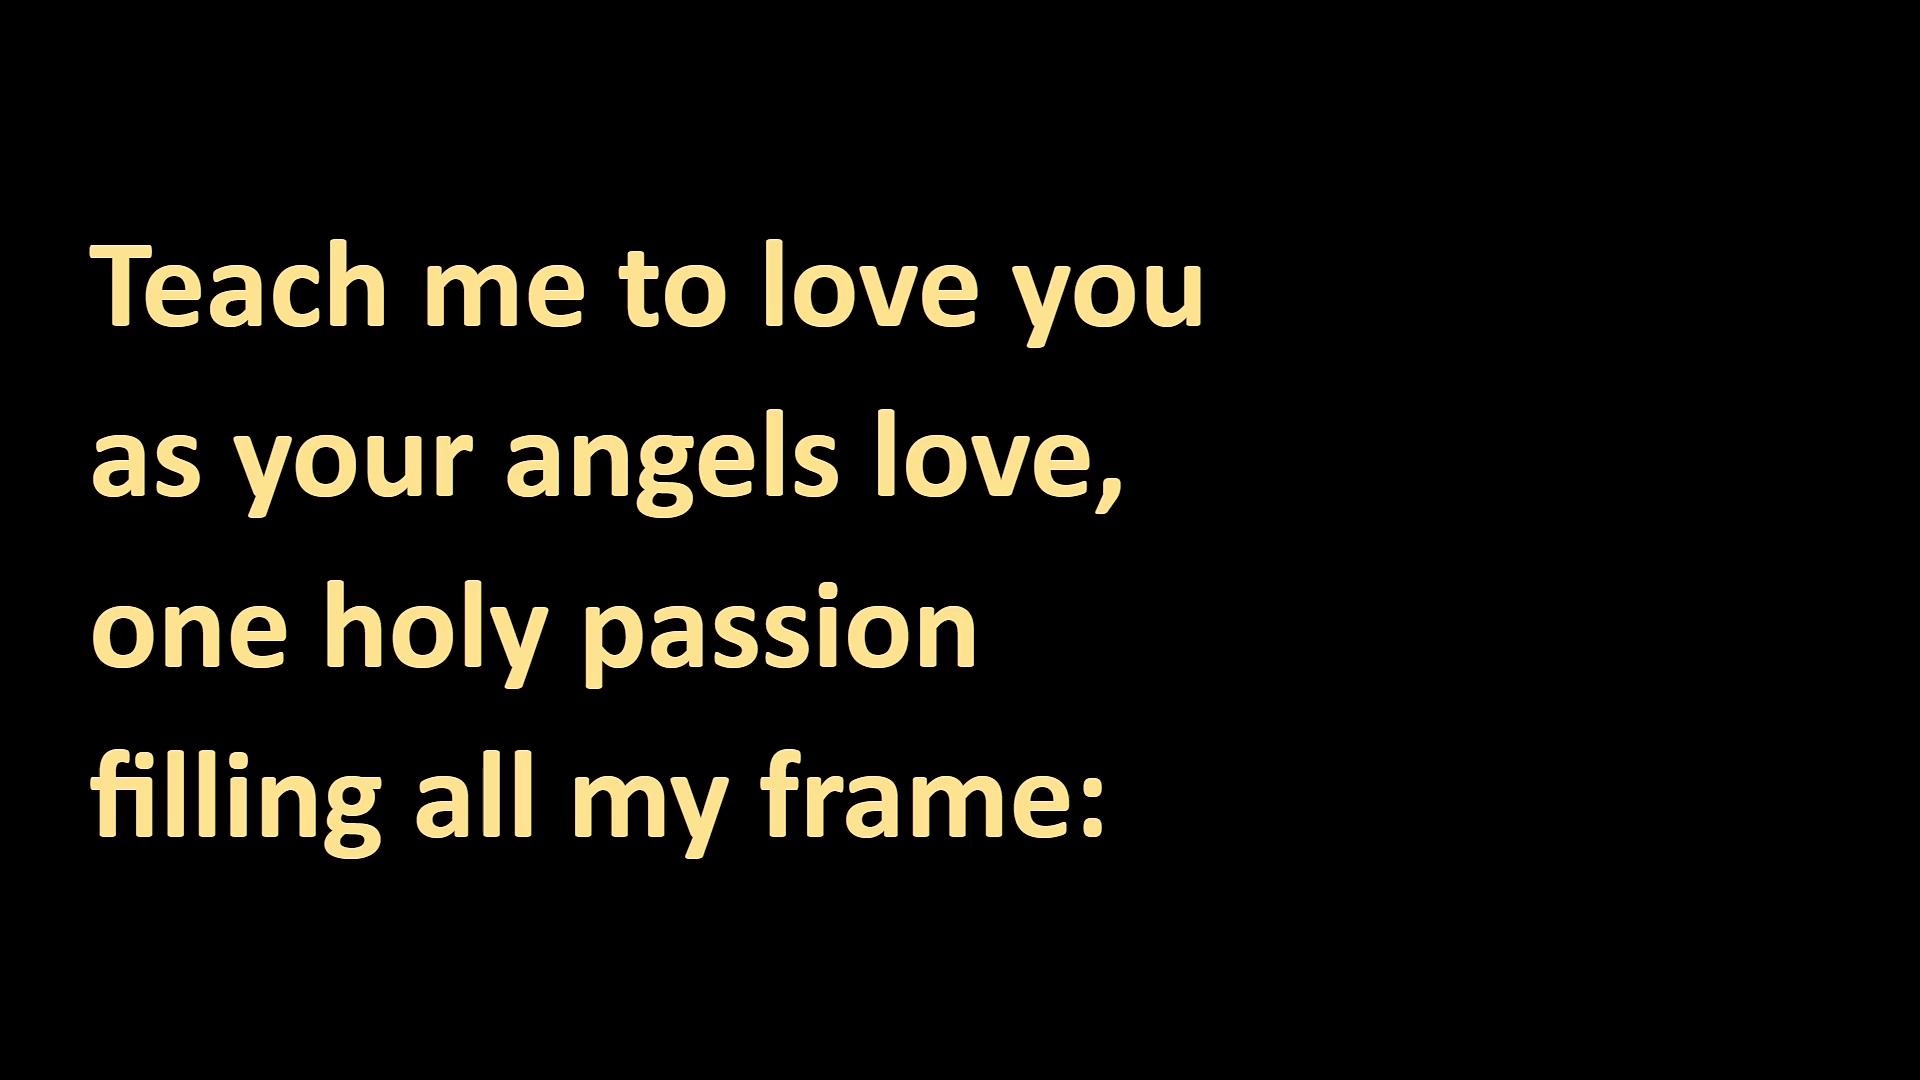 Teach me to love you
as your angels love,
one holy passion
filling all my frame: